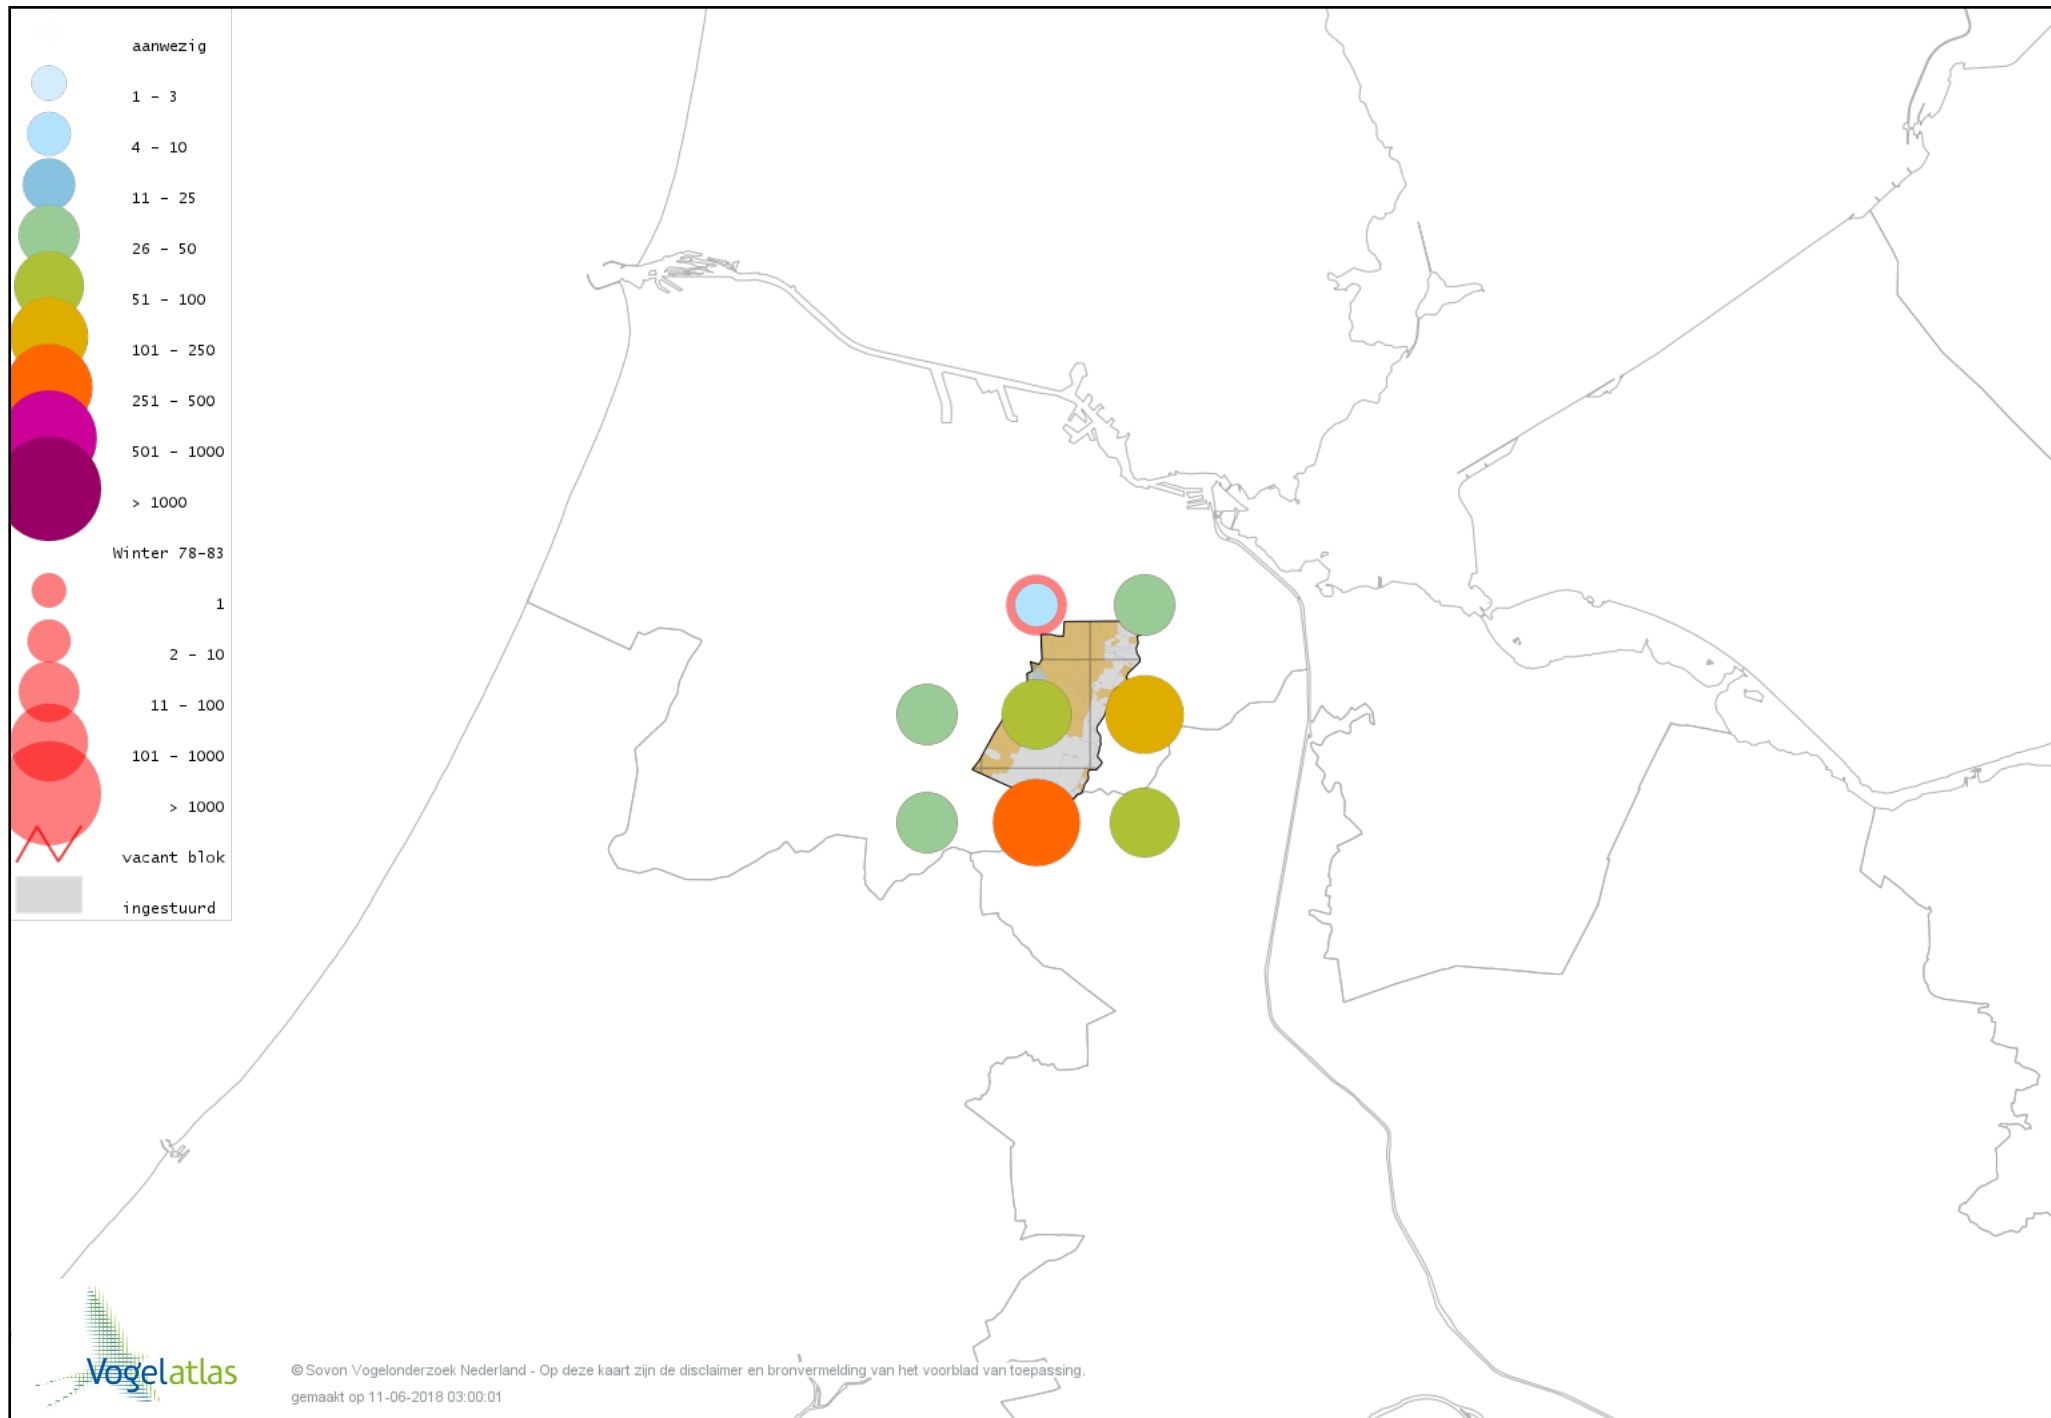 aanwezig
1 - 3
4 - 10
11 - 25
26 - 50
51 - 100
101 - 250
251 - 500
501 - 1000
> 1000
Winter 78-83
1
2 - 10
11 - 100
101 - 1000
> 1000
vacant blok
ingestuurd
Vogelatlas
© Sovon Vogelonderzoek Nederland - Op deze kaart zijn de disclaimer en bronvermelding van het voorblad van toepassing.
gemaakt op 11-06-2018 03:00:01